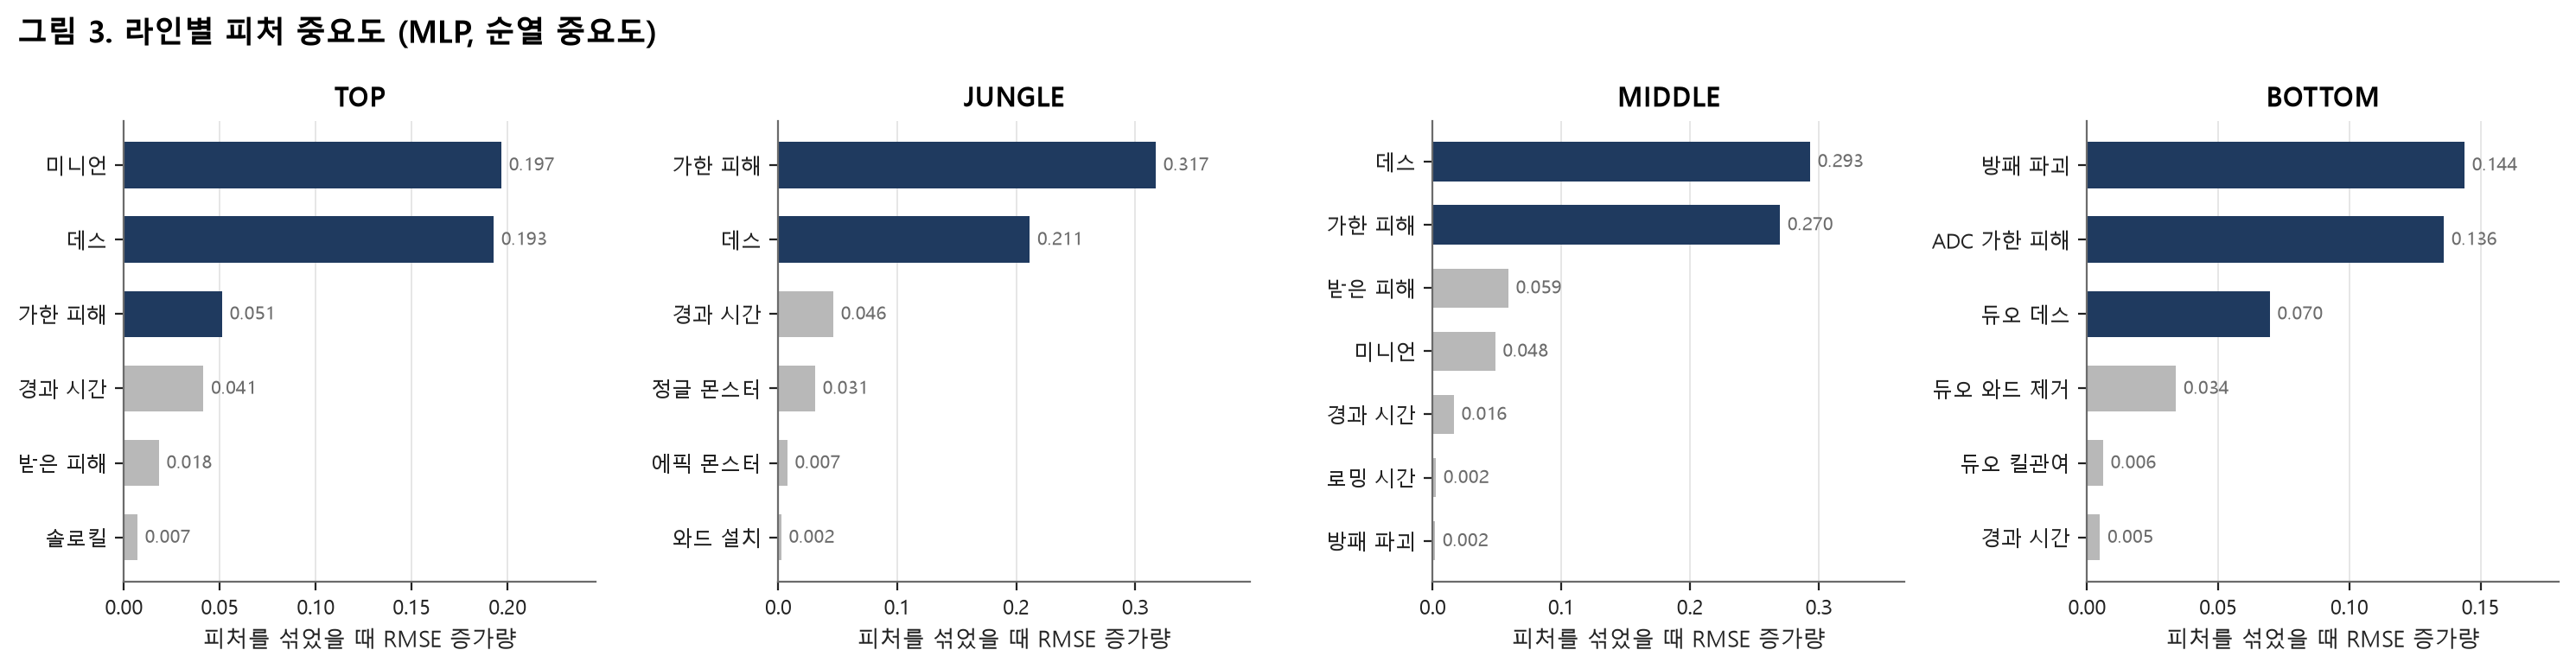 그림 3. 라인별 피처 중요도 (MLP, 순열 중요도)
TOP
미니언 0.197
데스 0.193
가한 피해 0.051
경과 시간 0.041
받은 피해 0.018
솔로킬 0.007
0.00 0.05 0.10 0.15 0.20
피처를 섞었을 때 RMSE 증가량
JUNGLE
가한 피해 0.317
데스 0.211
경과 시간 0.046
정글 몬스터 0.031
에픽 몬스터 0.007
와드 설치 0.002
0.0 0.1 0.2 0.3
피처를 섞었을 때 RMSE 증가량
MIDDLE
데스 0.293
가한 피해 0.270
받은 피해 0.059
미니언 0.048
경과 시간 0.016
로밍 시간 0.002
방패 파괴 0.002
0.0 0.1 0.2 0.3
피처를 섞었을 때 RMSE 증가량
BOTTOM
방패 파괴 0.144
ADC 가한 피해 0.136
듀오 데스 0.070
듀오 와드 제거 0.034
듀오 킬관여 0.006
경과 시간 0.005
0.00 0.05 0.10 0.15
피처를 섞었을 때 RMSE 증가량